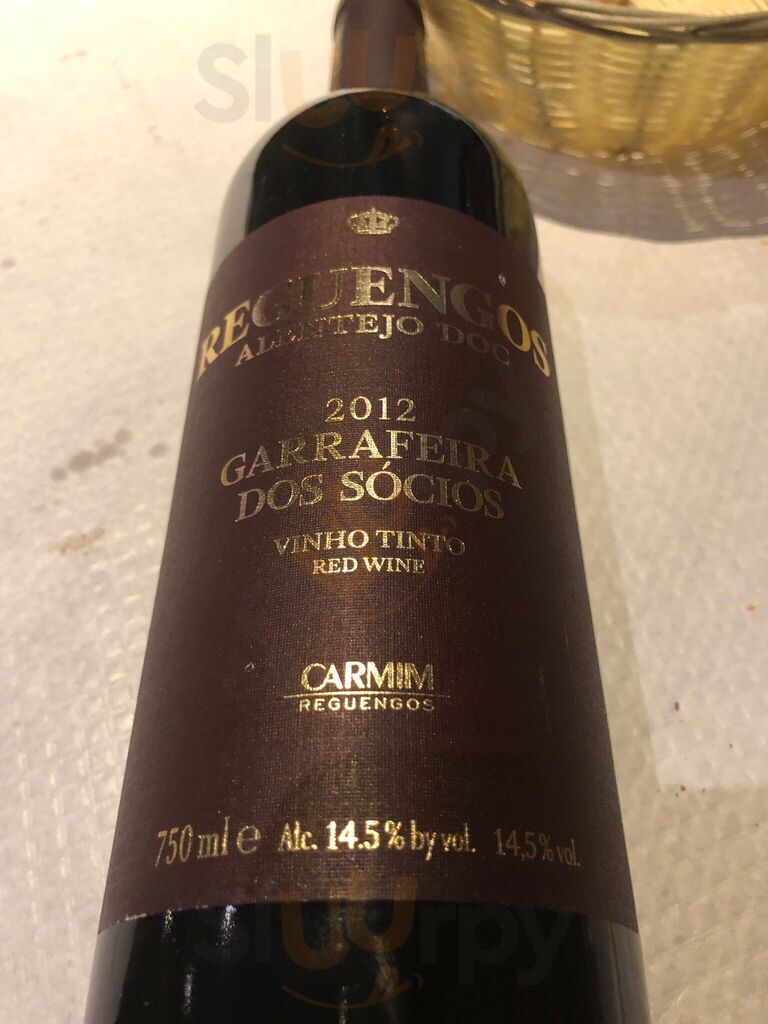 Sluurpy
REGUENGOS
ALENTEJO DOC
2012
GARRAFEIRA
DOS SÓCIOS
VINHO TINTO
RED WINE
CARMIM
REGUENGOS
750 ml e Alc. 14.5% by vol. 14,5% vol.
Sluurpy